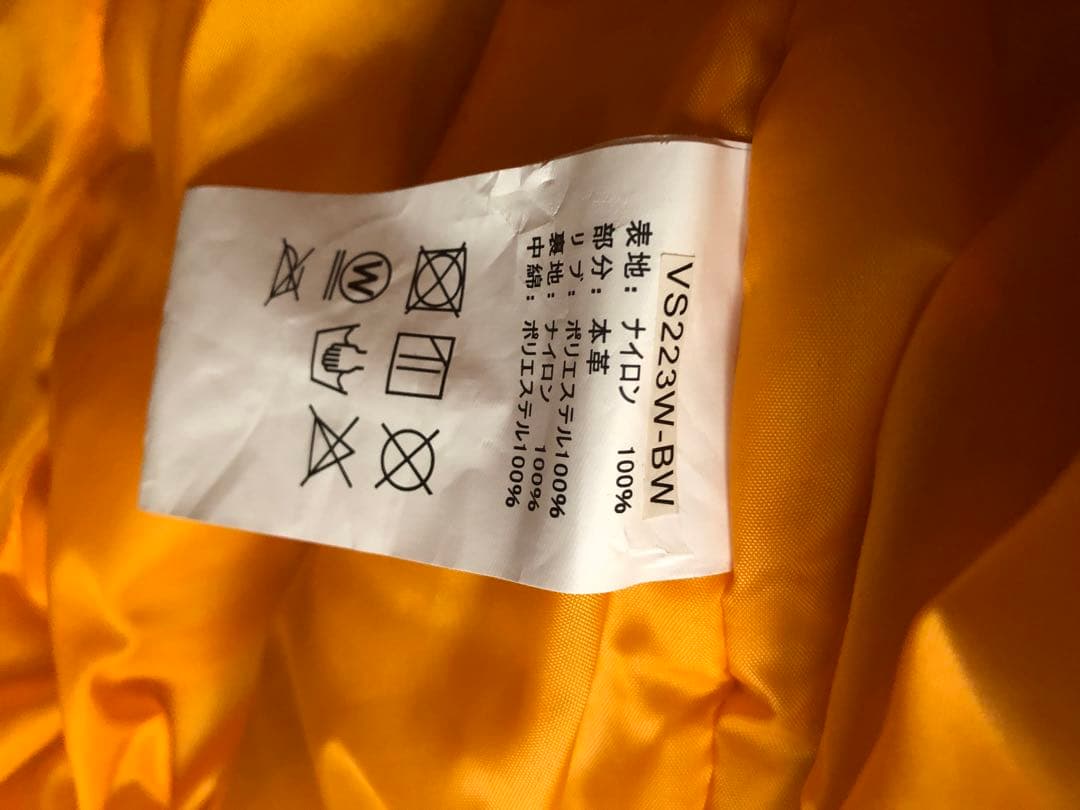 VS223W-BW
表地: ナイロン 100%
部分: 本革
リブ: ポリエステル100%
裏地: ナイロン 100%
中綿: ポリエステル100%
W